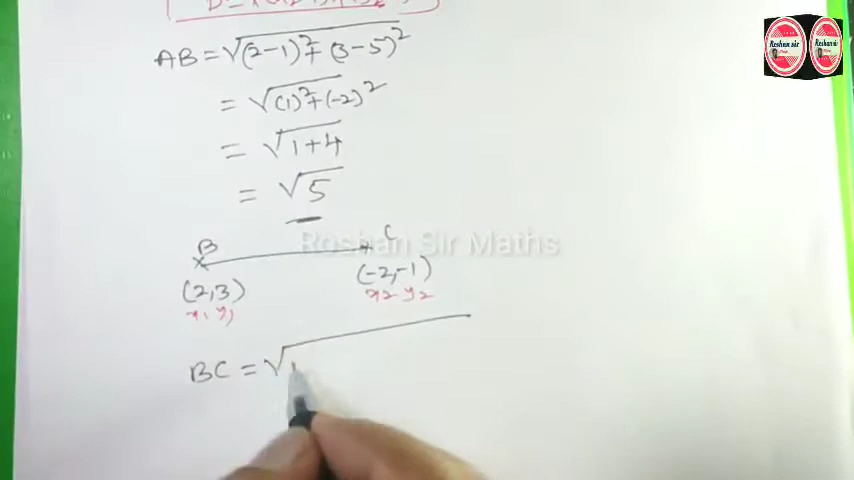 AB = √(2-1)²+(3-5)²
= √(1)²+(-2)²
= √1+4
= √5
B C
(2,3) (-2,-1)
x₁ y₁ x₂ y₂
BC = √
Roshan Sir Maths
Roshan sir Roshan sir